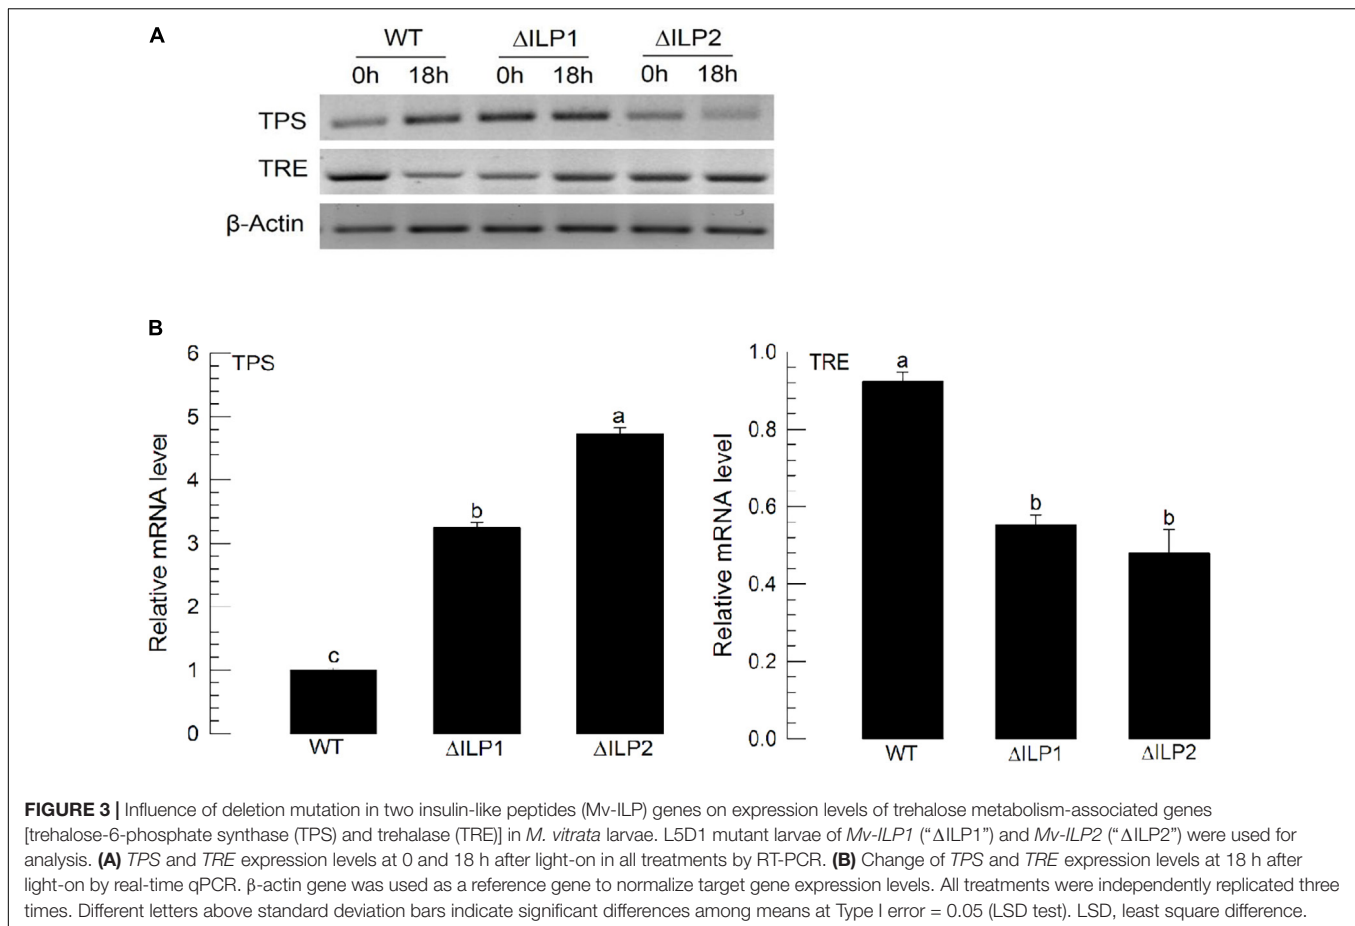 A
WT ΔILP1 ΔILP2
0h 18h 0h 18h 0h 18h
TPS
TRE
β-Actin
B
TPS
Relative mRNA level
6
5
4
3
2
1
0
c
b
a
WT ΔILP1 ΔILP2
TRE
Relative mRNA level
1.0
0.8
0.6
0.4
0.2
0.0
a
b
b
WT ΔILP1 ΔILP2
FIGURE 3 | Influence of deletion mutation in two insulin-like peptides (Mv-ILP) genes on expression levels of trehalose metabolism-associated genes
[trehalose-6-phosphate synthase (TPS) and trehalase (TRE)] in M. vitrata larvae. L5D1 mutant larvae of Mv-ILP1 (“ΔILP1”) and Mv-ILP2 (“ΔILP2”) were used for
analysis. (A) TPS and TRE expression levels at 0 and 18 h after light-on in all treatments by RT-PCR. (B) Change of TPS and TRE expression levels at 18 h after
light-on by real-time qPCR. β-actin gene was used as a reference gene to normalize target gene expression levels. All treatments were independently replicated three
times. Different letters above standard deviation bars indicate significant differences among means at Type I error = 0.05 (LSD test). LSD, least square difference.